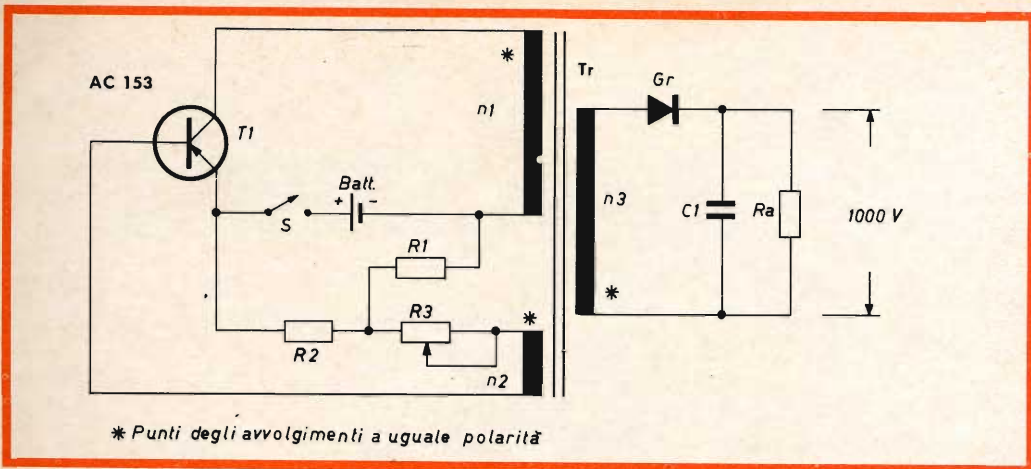 AC 153
T1
*
n1
Tr
Gr
n3
C1
Ra
1000 V
*
Batt.
+ -
S
R1
R2
R3
*
n2
* Punti degli avvolgimenti a uguale polarità